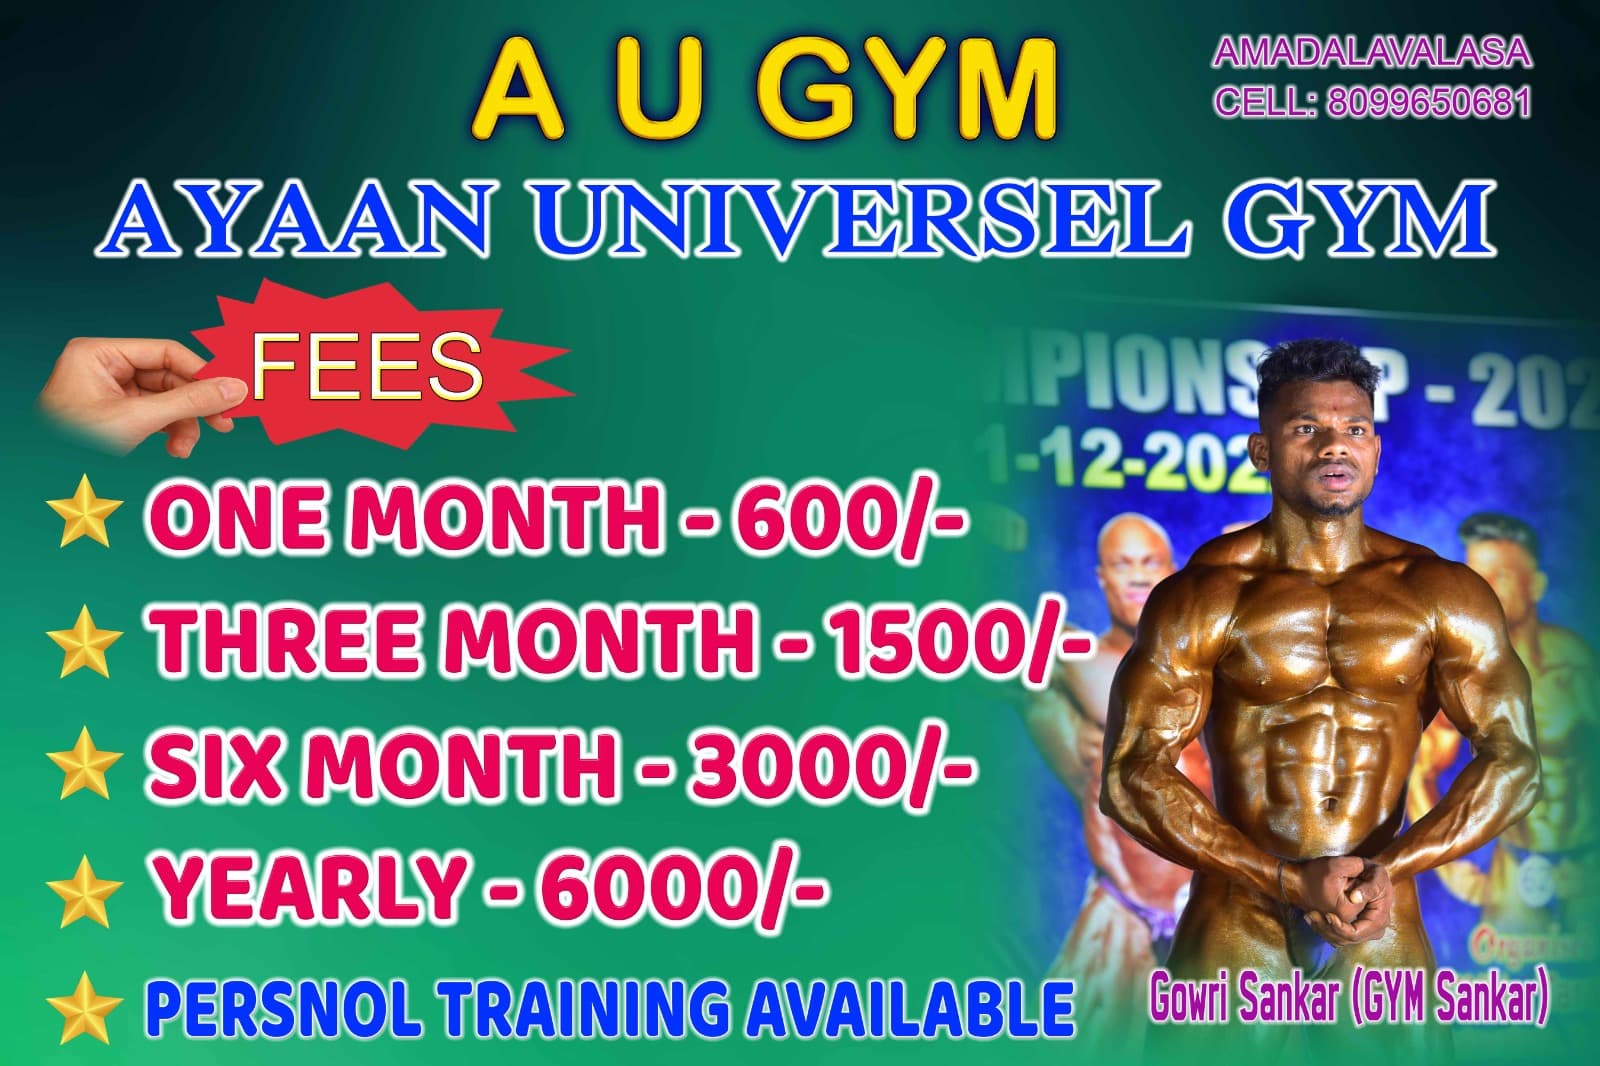 A U GYM
AMADALAVALASA
CELL: 8099650681
AYAAN UNIVERSEL GYM
FEES
ONE MONTH - 600/-
THREE MONTH - 1500/-
SIX MONTH - 3000/-
YEARLY - 6000/-
PERSNOL TRAINING AVAILABLE
Gowri Sankar (GYM Sankar)